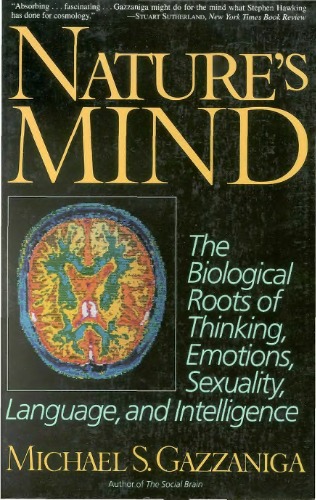 "Absorbing . . . fascinating . . . Gazzaniga might do for the mind what Stephen Hawking
has done for cosmology."
—STUART SUTHERLAND, New York Times Book Review
NATURE'S
MIND
The
Biological
Roots of
Thinking,
Emotions,
Sexuality,
Language, and Intelligence
MICHAEL S. GAZZANIGA
Author of The Social Brain